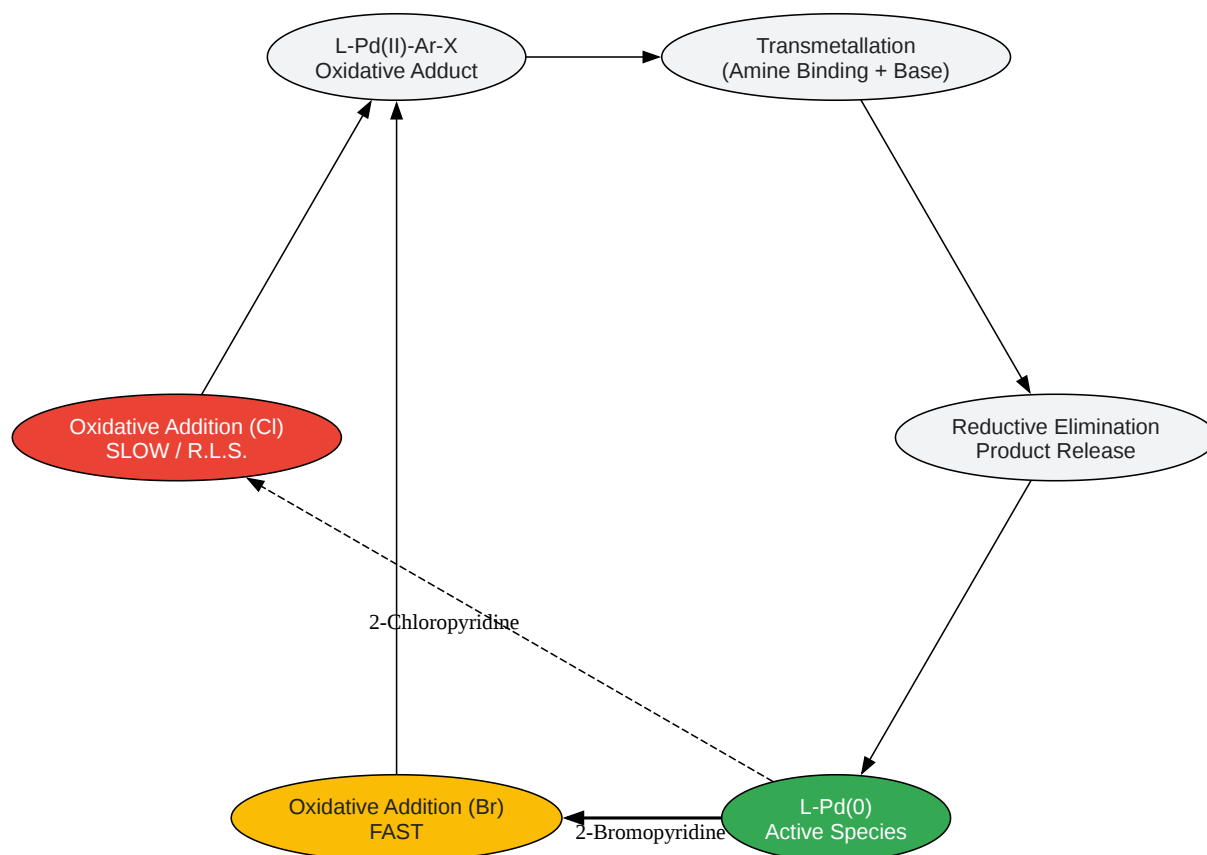 L-Pd(II)-Ar-X
Oxidative Adduct
Transmetallation
(Amine Binding + Base)
Oxidative Addition (Cl)
SLOW / R.L.S.
Reductive Elimination
Product Release
2-Chloropyridine
Oxidative Addition (Br)
FAST
2-Bromopyridine
L-Pd(0)
Active Species